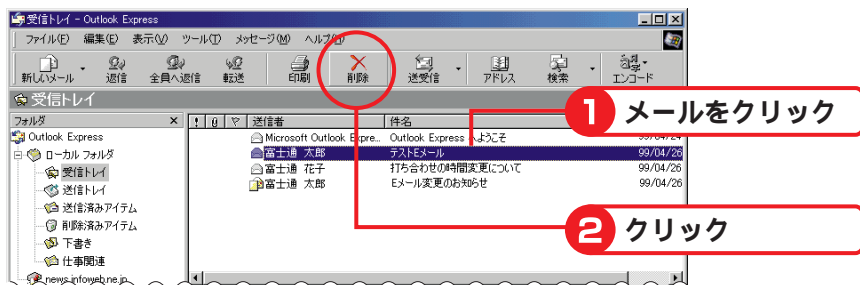 受信トレイ - Outlook Express
ファイル(F) 編集(E) 表示(V) ツール(T) メッセージ(M) ヘルプ(H)
新しいメール 返信 全員へ返信 転送 印刷 削除 送受信 アドレス 検索 エンコード
受信トレイ
1 メールをクリック
フォルダ × ! 送信者 件名
Outlook Express Microsoft Outlook Expre... Outlook Express へようこそ 99/04/24
ローカル フォルダ 富士通 太郎 テストEメール 99/04/26
受信トレイ 富士通 花子 打ち合わせの時間変更について 99/04/26
送信トレイ 富士通 太郎 Eメール変更のお知らせ 99/04/26
送信済みアイテム
削除済みアイテム
2 クリック
下書き
仕事関連
news.infoweb.ne.jp